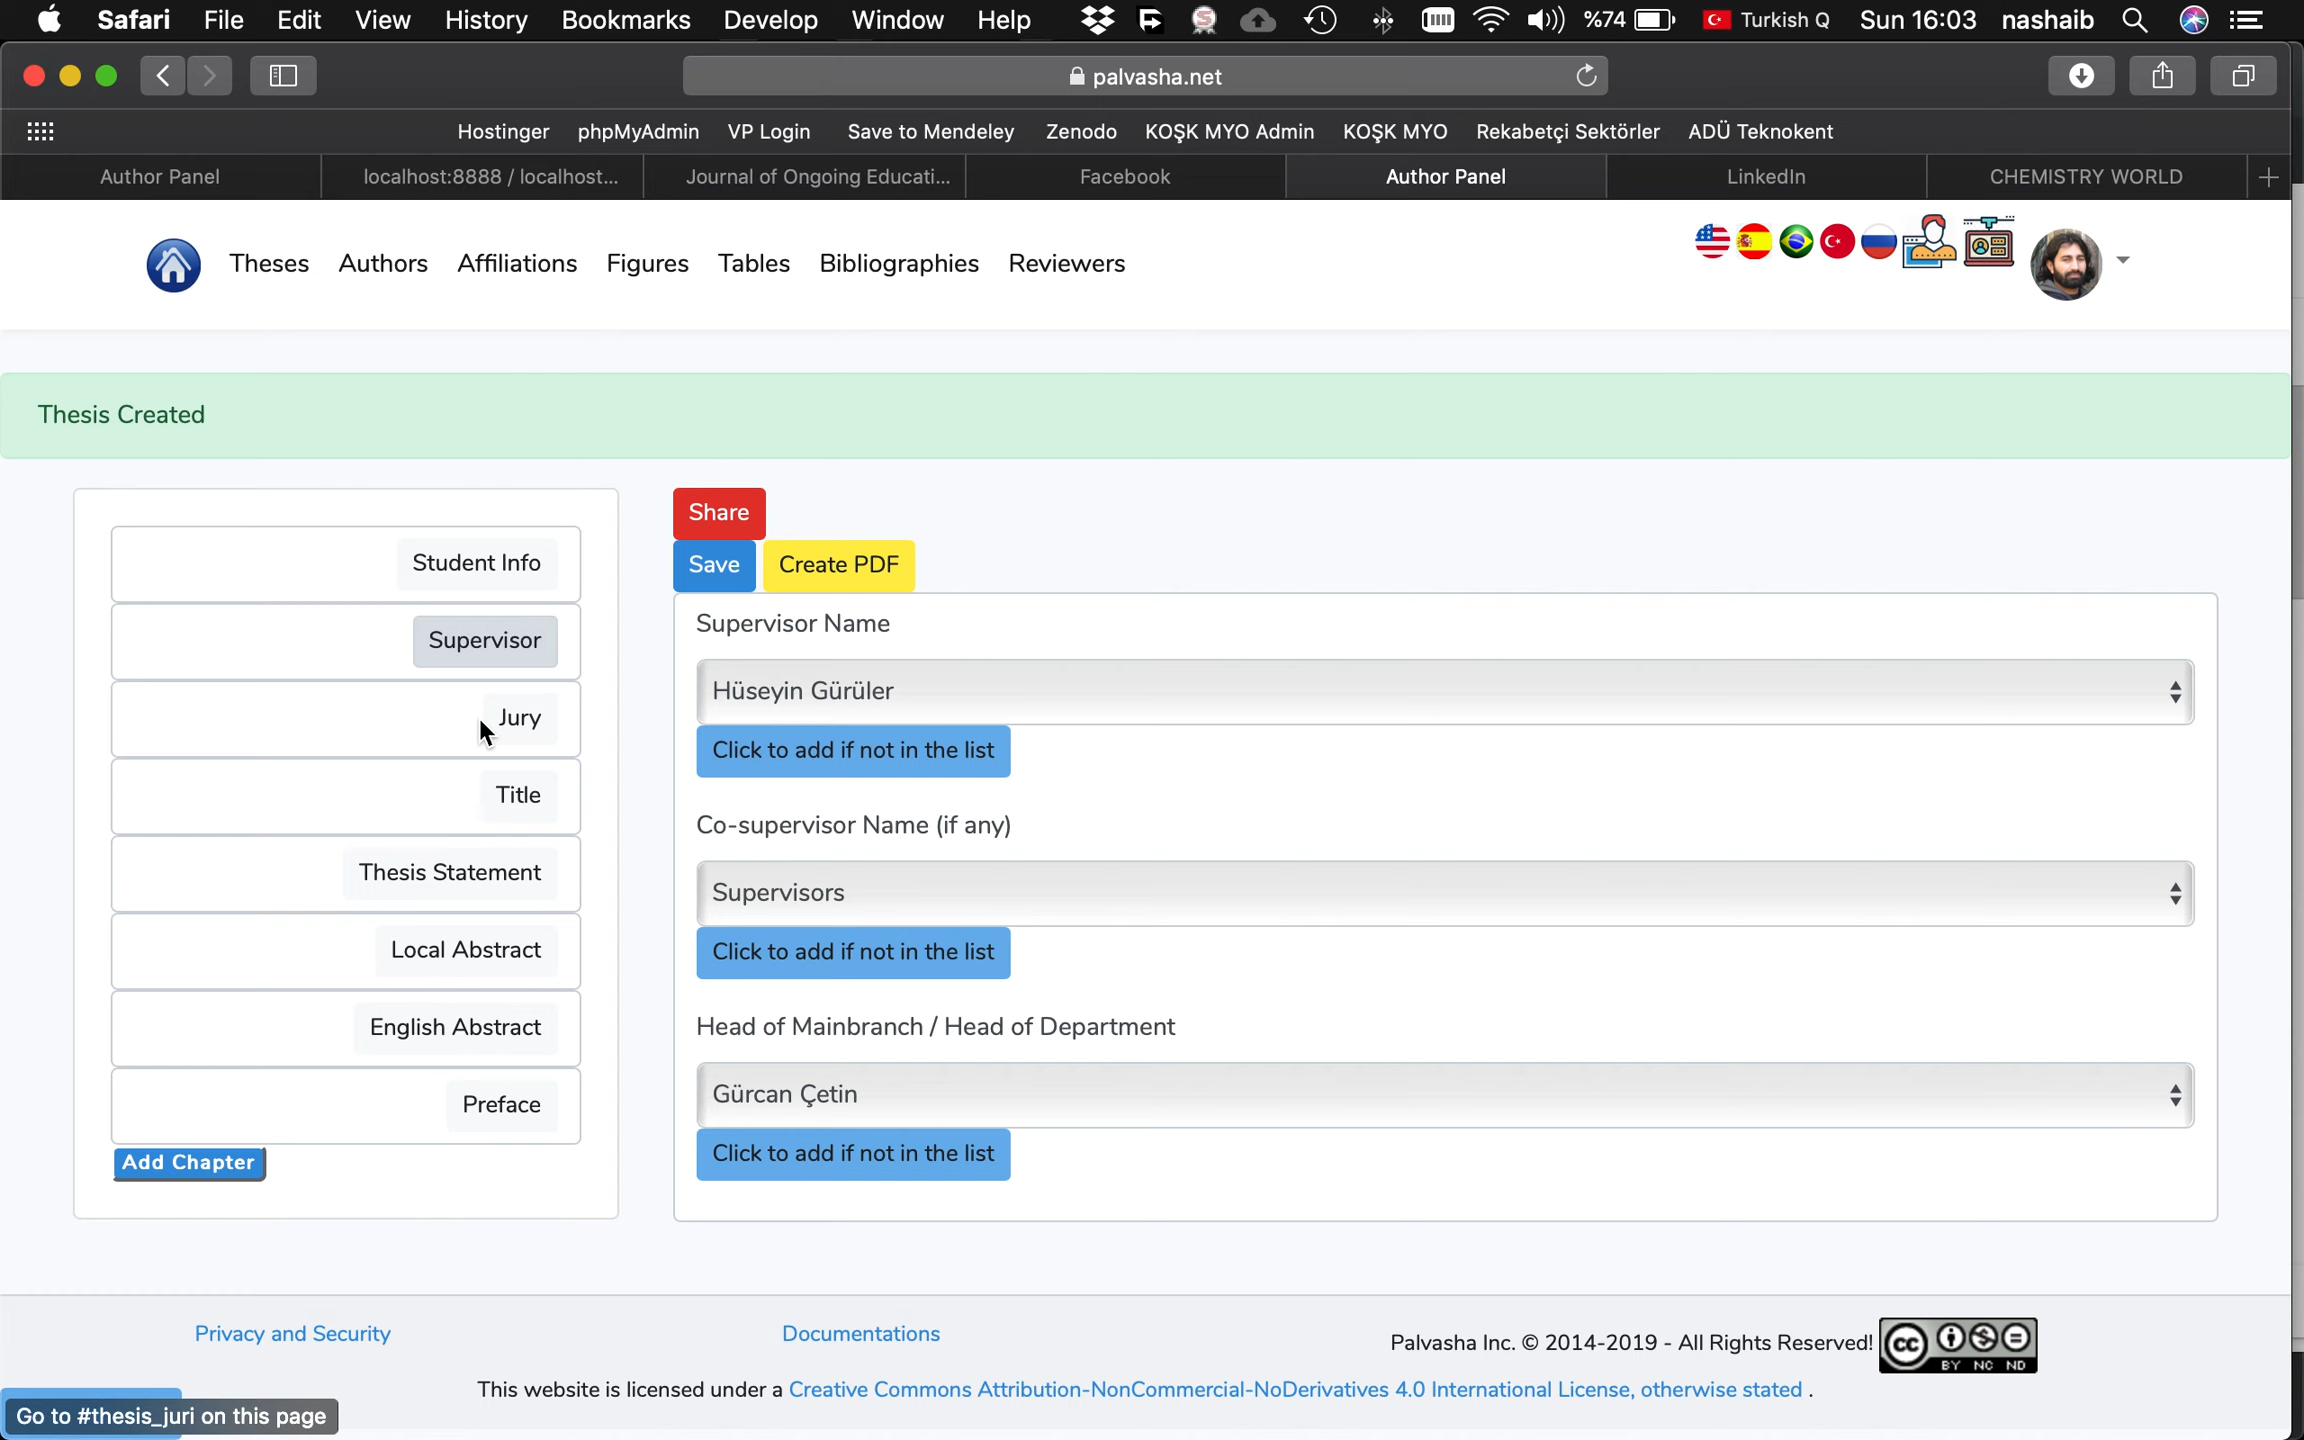 Safari File Edit View History Bookmarks Develop Window Help %74 Turkish Q Sun 16:03 nashaib
palvasha.net
Hostinger phpMyAdmin VP Login Save to Mendeley Zenodo KOŞK MYO Admin KOŞK MYO Rekabetçi Sektörler ADÜ Teknokent
Author Panel localhost:8888 / localhost... Journal of Ongoing Educati... Facebook Author Panel LinkedIn CHEMISTRY WORLD
Theses Authors Affiliations Figures Tables Bibliographies Reviewers
Thesis Created
Student Info
Supervisor
Jury
Title
Thesis Statement
Local Abstract
English Abstract
Preface
Add Chapter
Share
Save Create PDF
Supervisor Name
Hüseyin Gürüler
Click to add if not in the list
Co-supervisor Name (if any)
Supervisors
Click to add if not in the list
Head of Mainbranch / Head of Department
Gürcan Çetin
Click to add if not in the list
Privacy and Security
Documentations
Palvasha Inc. © 2014-2019 - All Rights Reserved!
cc BY NC ND
This website is licensed under a Creative Commons Attribution-NonCommercial-NoDerivatives 4.0 International License, otherwise stated .
Go to #thesis_juri on this page